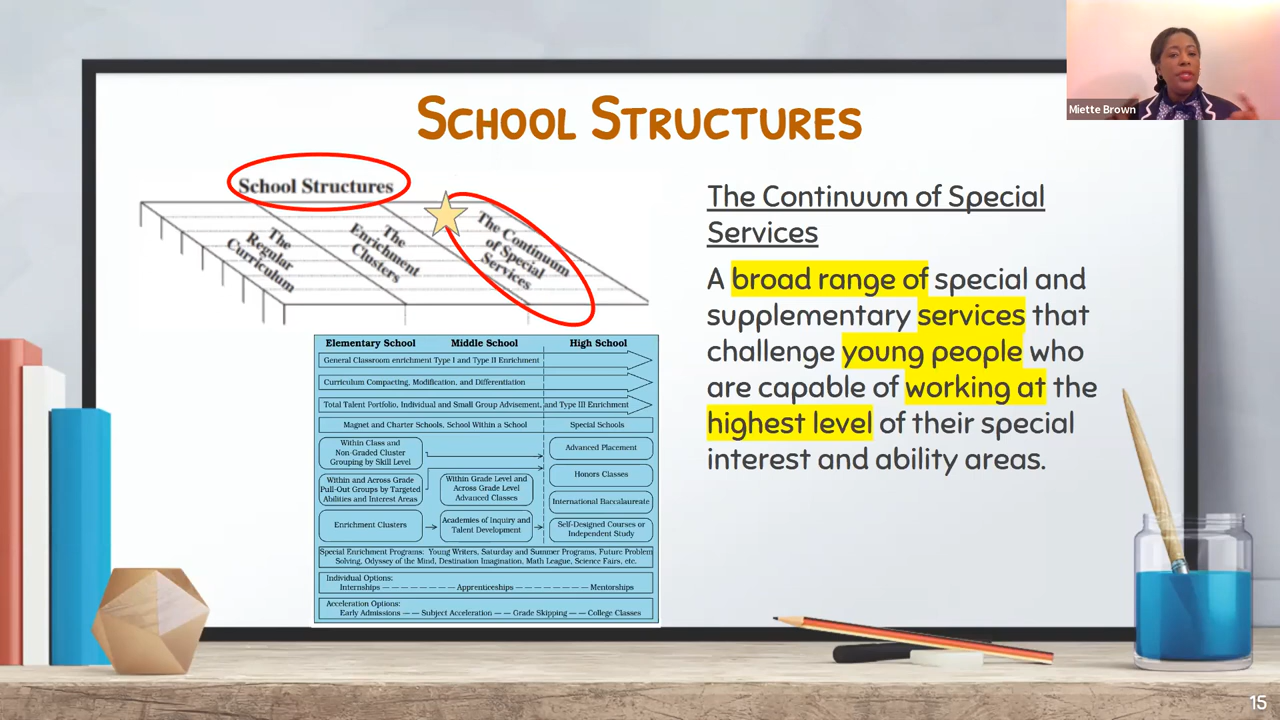 Miette Brown
SCHOOL STRUCTURES
School Structures
The
Regular
Curriculum
The
Enrichment
Clusters
The Continuum
of Special
Services
The Continuum of Special
Services
A broad range of special and
supplementary services that
challenge young people who
are capable of working at the
highest level of their special
interest and ability areas.
Elementary School Middle School High School
General Classroom enrichment Type I and Type II Enrichment
Curriculum Compacting, Modification, and Differentiation
Total Talent Portfolio, Individual and Small Group Advisement, and Type III Enrichment
Magnet and Charter Schools, School Within a School Special Schools
Within Class and
Non-Graded Cluster
Grouping by Skill Level
Advanced Placement
Honors Classes
Within and Across Grade
Pull-Out Groups by Targeted
Abilities and Interest Areas
Within Grade Level and
Across Grade Level
Advanced Classes
International Baccalaureate
Enrichment Clusters
Academies of Inquiry and
Talent Development
Self-Designed Courses or
Independent Study
Special Enrichment Programs: Young Writers, Saturday and Summer Programs, Future Problem
Solving, Odyssey of the Mind, Destination Imagination, Math League, Science Fairs, etc.
Individual Options:
Internships — — — — — — — Apprenticeships — — — — — — — Mentorships
Acceleration Options:
Early Admissions — — Subject Acceleration — — Grade Skipping — — College Classes
15